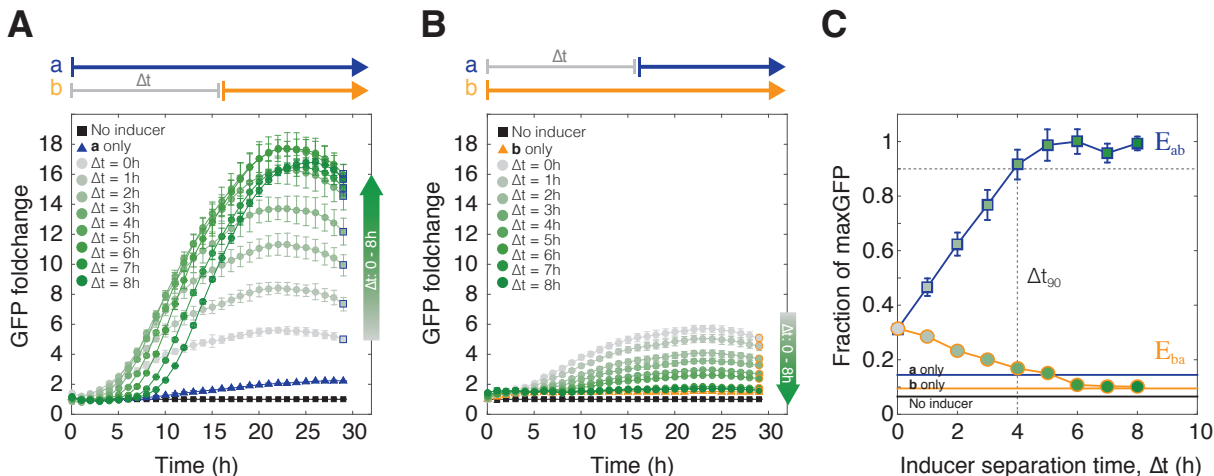 A
a
b
Δt
GFP foldchange
18
16
14
12
10
8
6
4
2
0
No inducer
a only
Δt = 0h
Δt = 1h
Δt = 2h
Δt = 3h
Δt = 4h
Δt = 5h
Δt = 6h
Δt = 7h
Δt = 8h
Δt: 0 - 8h
0 5 10 15 20 25 30
Time (h)
B
a
b
Δt
GFP foldchange
18
16
14
12
10
8
6
4
2
0
No inducer
b only
Δt = 0h
Δt = 1h
Δt = 2h
Δt = 3h
Δt = 4h
Δt = 5h
Δt = 6h
Δt = 7h
Δt = 8h
Δt: 0 - 8h
0 5 10 15 20 25 30
Time (h)
C
Fraction of maxGFP
1
0.8
0.6
0.4
0.2
0
Eab
Δt90
Eba
a only
b only
No inducer
0 2 4 6 8
Inducer separation time, Δt (h)